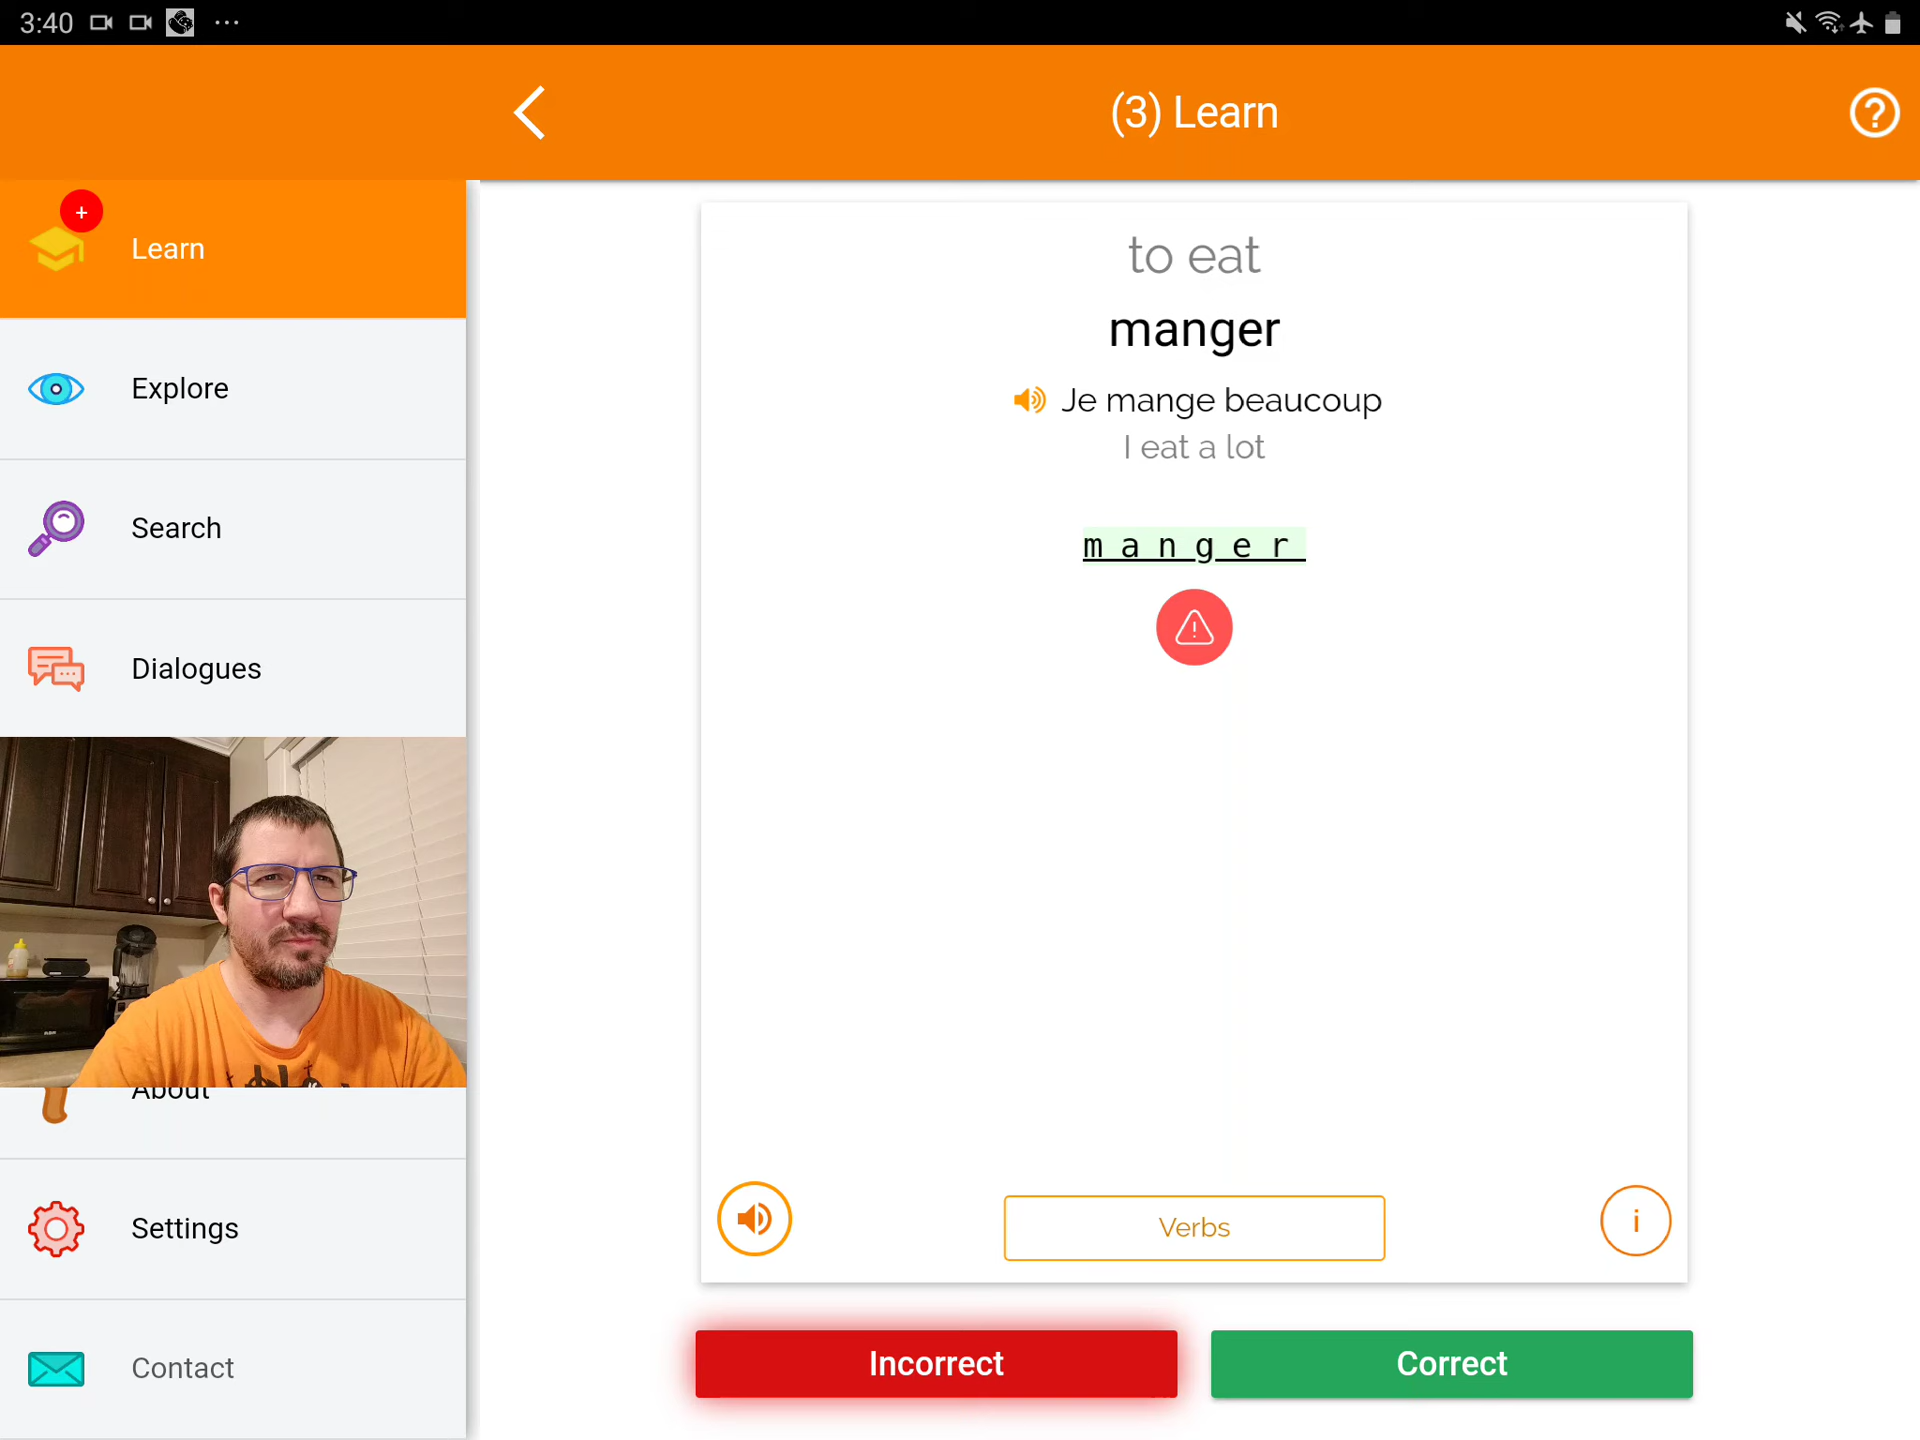 3:40
(3) Learn
+
Learn
Explore
Search
Dialogues
About
Settings
Contact
to eat
manger
Je mange beaucoup
I eat a lot
manger
Verbs
i
Incorrect
Correct